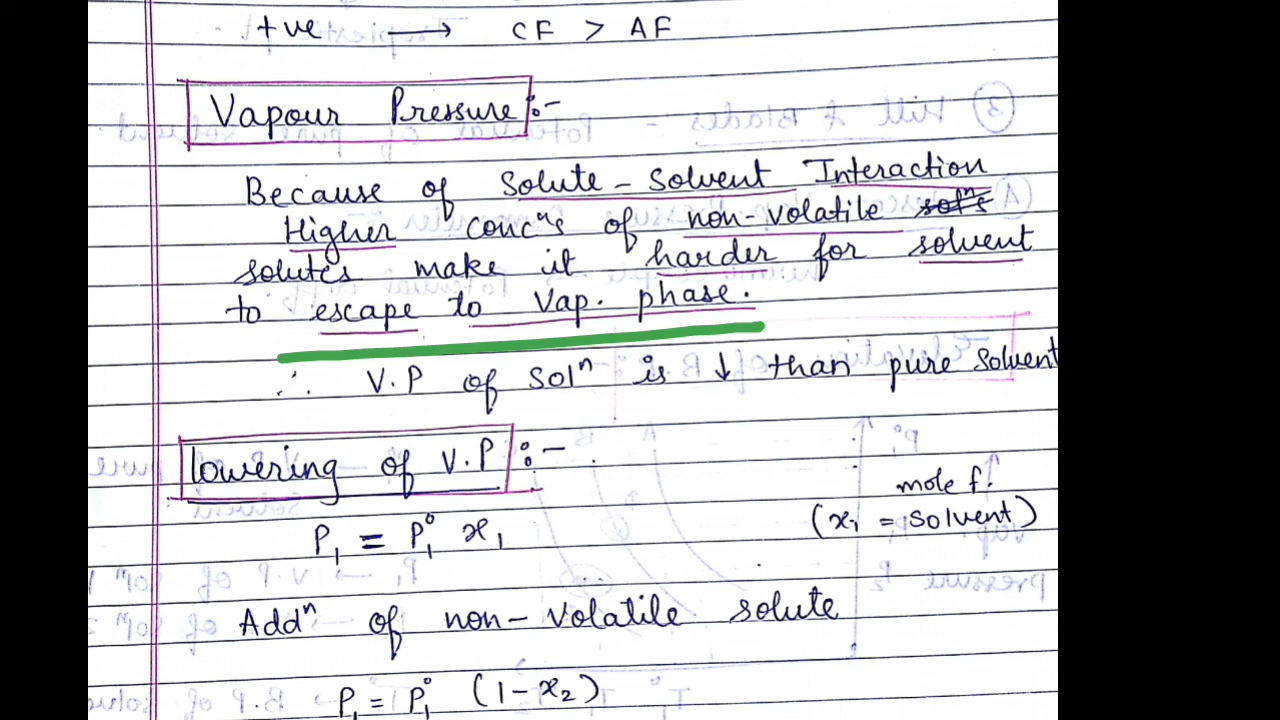 +ve → CF > AF
Vapour Pressure :-
Because of Solute - Solvent Interaction
Higher concⁿs of non-volatile solⁿs
solutes make it harder for solvent
to escape to Vap. phase.
∴ V.P of Solⁿ is ↓ than pure Solvent
Lowering of V.P :-
mole f.
P₁ = P₁° x₁ (x₁ = Solvent)
Addⁿ of non-volatile solute
P₁ = P₁° (1-x₂)